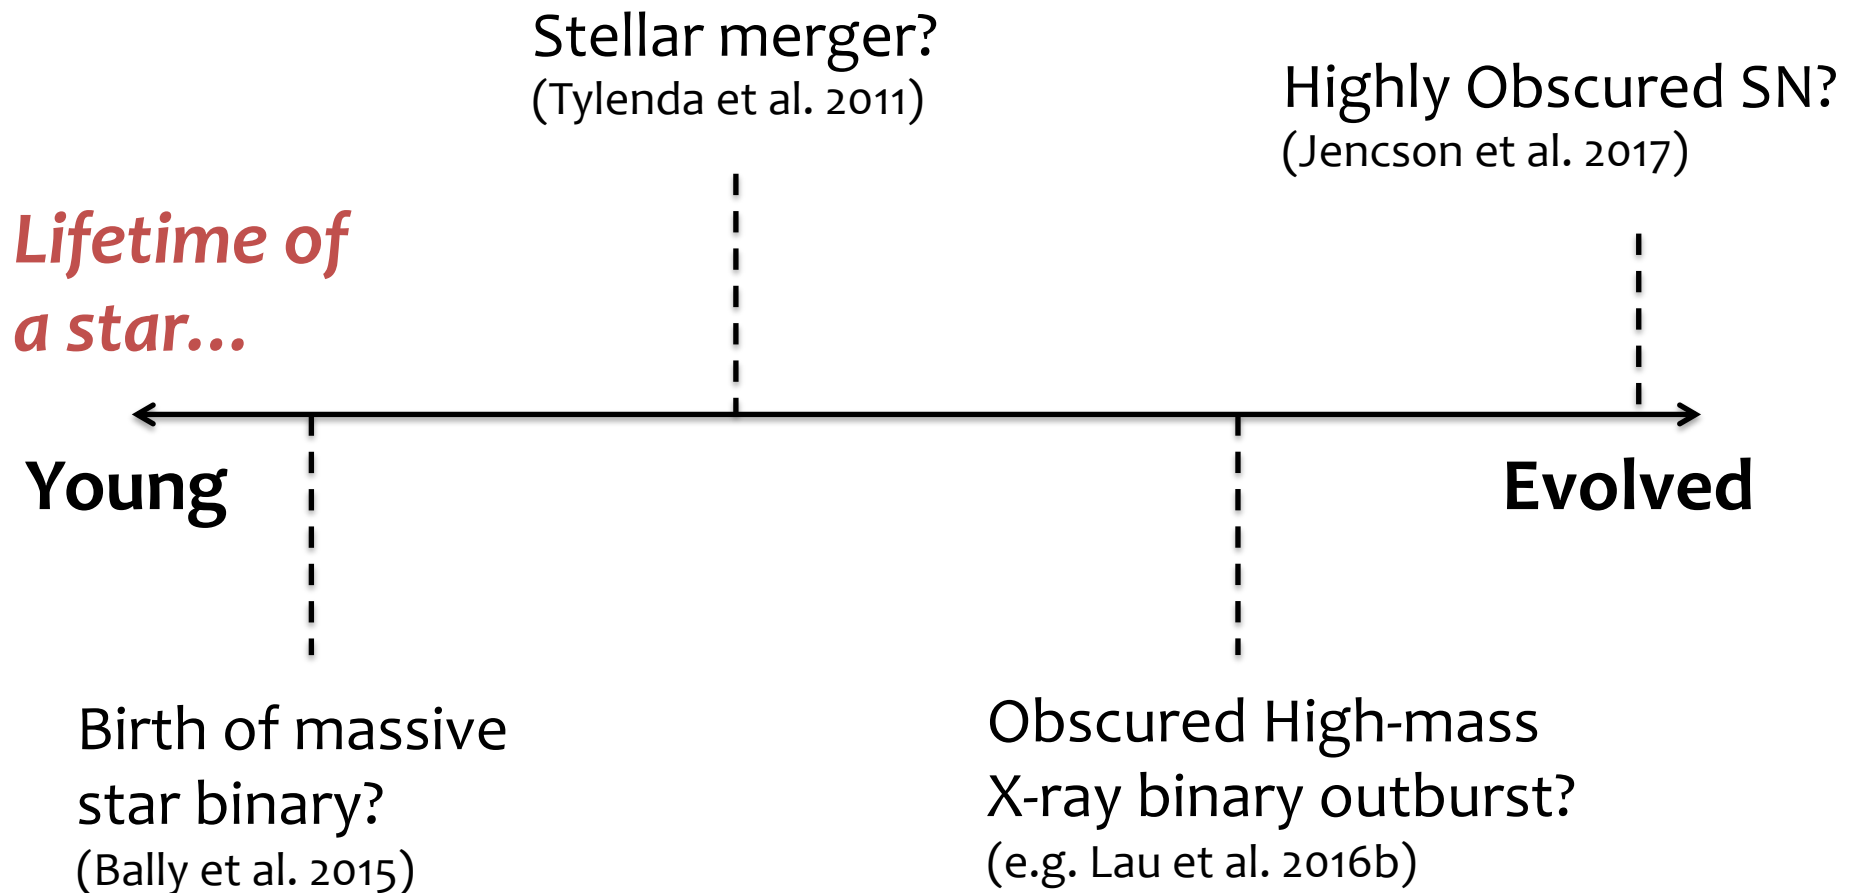 Stellar merger?
(Tylenda et al. 2011)
Highly Obscured SN?
(Jencson et al. 2017)
Lifetime of
a star...
Young
Evolved
Birth of massive
star binary?
(Bally et al. 2015)
Obscured High-mass
X-ray binary outburst?
(e.g. Lau et al. 2016b)